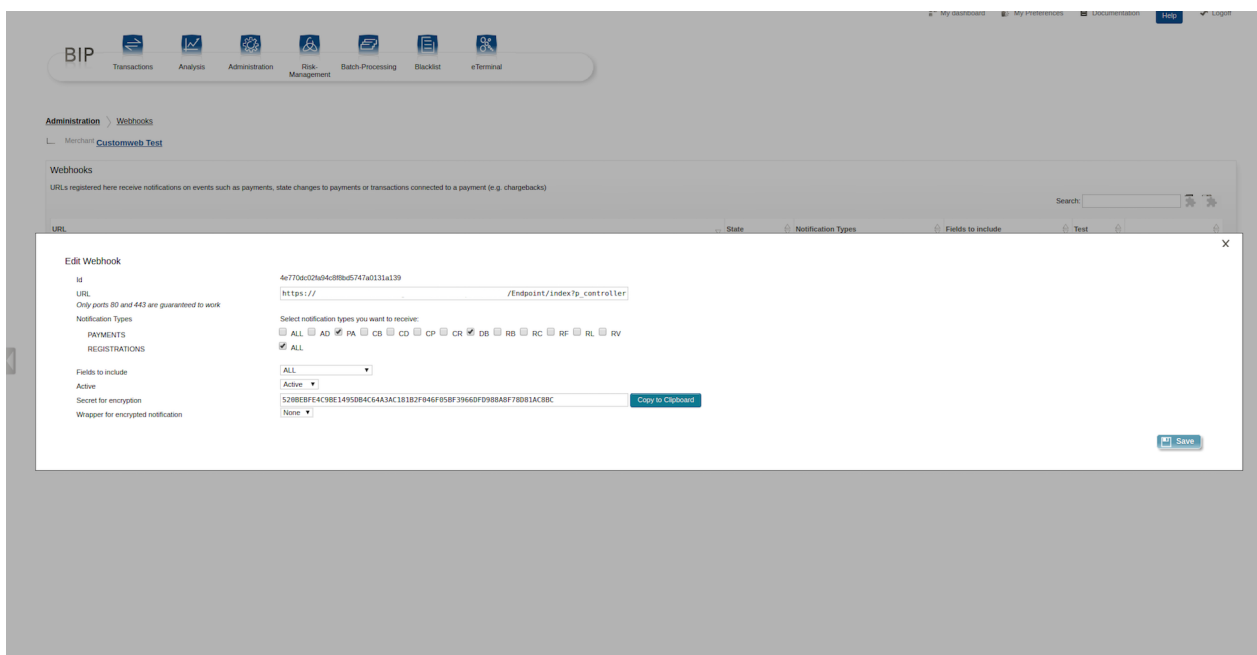 My dashboard My Preferences Documentation Help Logoff
BIP
Transactions Analysis Administration Risk-Management Batch-Processing Blacklist eTerminal
Administration Webhooks
Merchant Customweb Test
Webhooks
URLs registered here receive notifications on events such as payments, state changes to payments or transactions connected to a payment (e.g. chargebacks)
Search:
URL State Notification Types Fields to include Test
X
Edit Webhook
Id 4e770dc02fa94c8f8bd5747a0131a139
URL https:// /Endpoint/index?p_controller
Only ports 80 and 443 are guaranteed to work
Notification Types Select notification types you want to receive:
PAYMENTS ALL AD PA CB CD CP CR DB RB RC RF RL RV
REGISTRATIONS ALL
Fields to include ALL
Active Active
Secret for encryption 520BEBFE4C9BE1495DB4C64A3AC181B2F046F05BF3966DFD988A8F78D81AC8BC Copy to Clipboard
Wrapper for encrypted notification None
Save